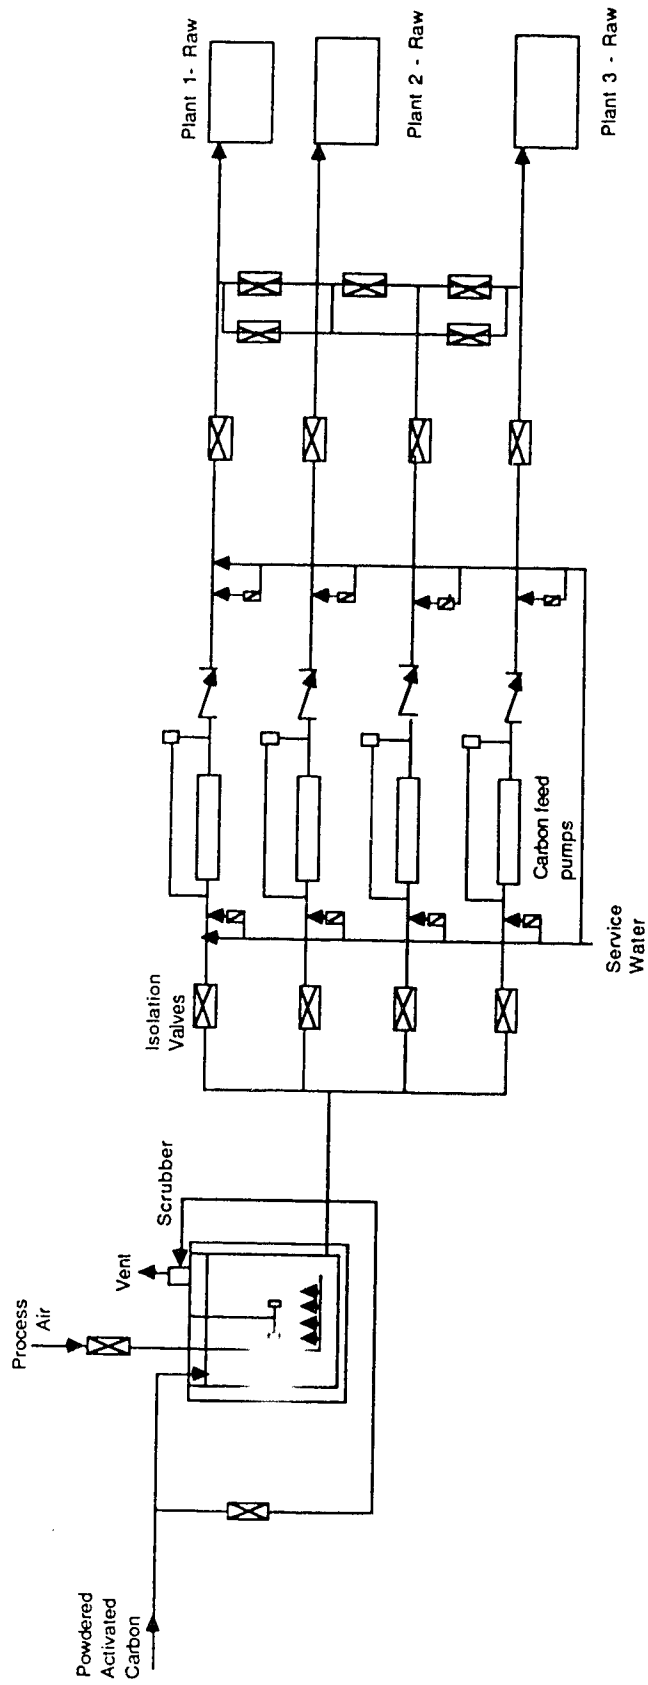 Powdered
Activated
Carbon
Process
Air
Vent
Scrubber
Isolation
Valves
Service
Water
Carbon feed
pumps
Plant 1- Raw
Plant 2 - Raw
Plant 3 - Raw